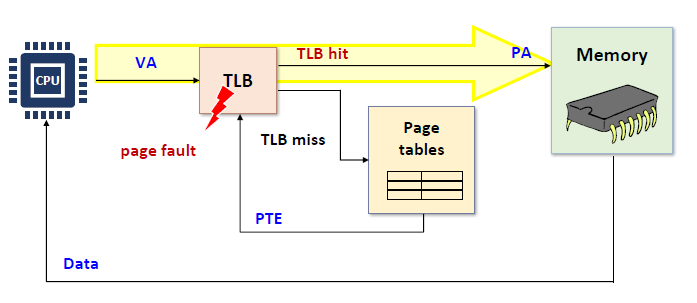 CPU
VA
TLB
TLB hit
PA
Memory
page fault
TLB miss
Page
tables
PTE
Data